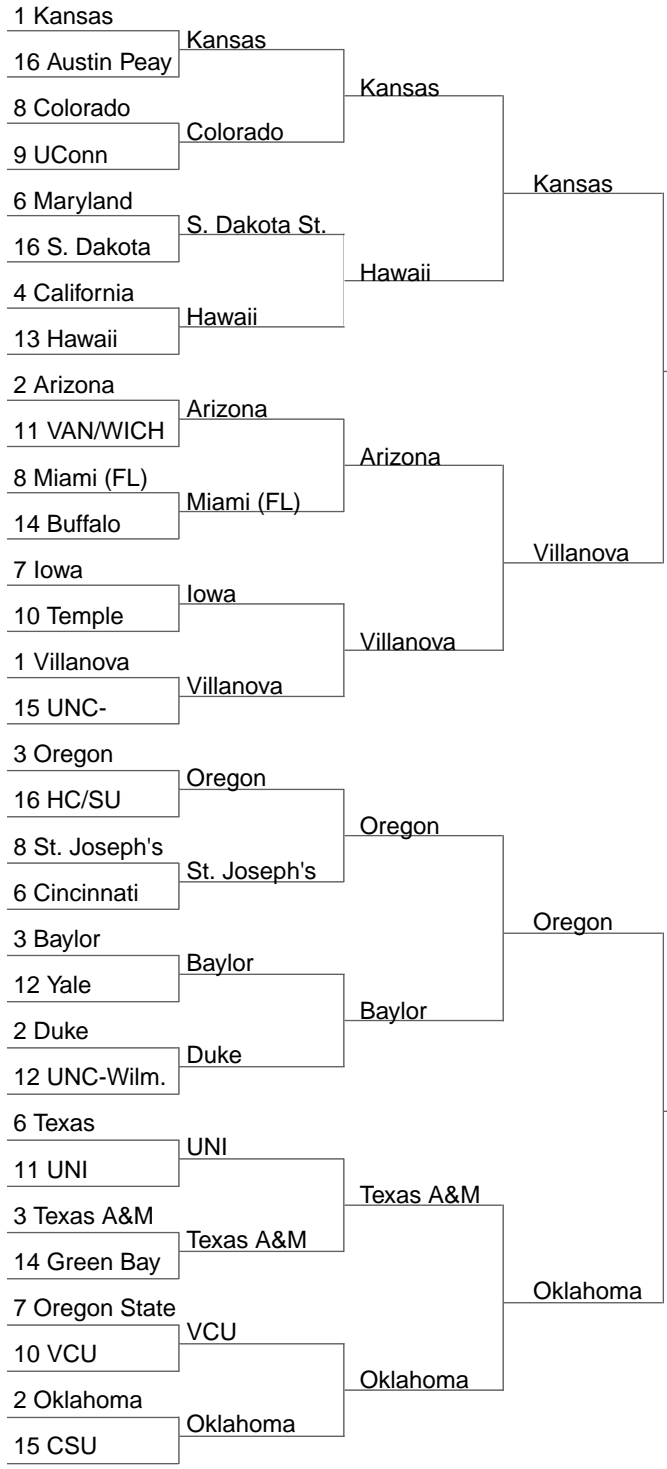 1 Kansas
16 Austin Peay
8 Colorado
9 UConn
6 Maryland
16 S. Dakota
4 California
13 Hawaii
2 Arizona
11 VAN/WICH
8 Miami (FL)
14 Buffalo
7 Iowa
10 Temple
1 Villanova
15 UNC-
3 Oregon
16 HC/SU
8 St. Joseph's
6 Cincinnati
3 Baylor
12 Yale
2 Duke
12 UNC-Wilm.
6 Texas
11 UNI
3 Texas A&M
14 Green Bay
7 Oregon State
10 VCU
2 Oklahoma
15 CSU
Kansas
Colorado
S. Dakota St.
Hawaii
Arizona
Miami (FL)
Iowa
Villanova
Oregon
St. Joseph's
Baylor
Duke
UNI
Texas A&M
VCU
Oklahoma
Kansas
Hawaii
Arizona
Villanova
Oregon
Baylor
Texas A&M
Oklahoma
Kansas
Villanova
Oregon
Oklahoma